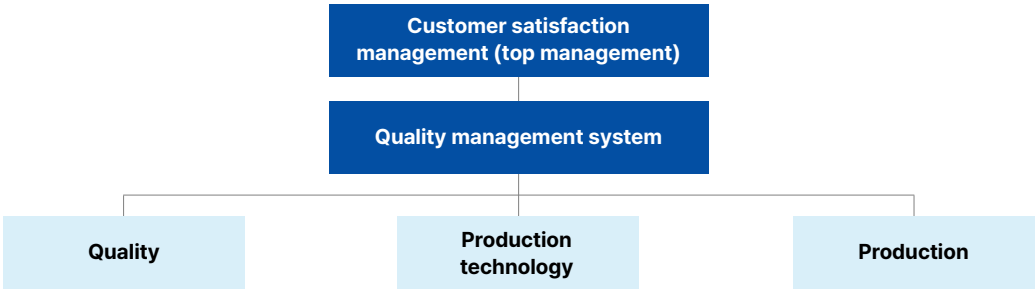 Customer satisfaction
management (top management)
Quality management system
Quality
Production
technology
Production